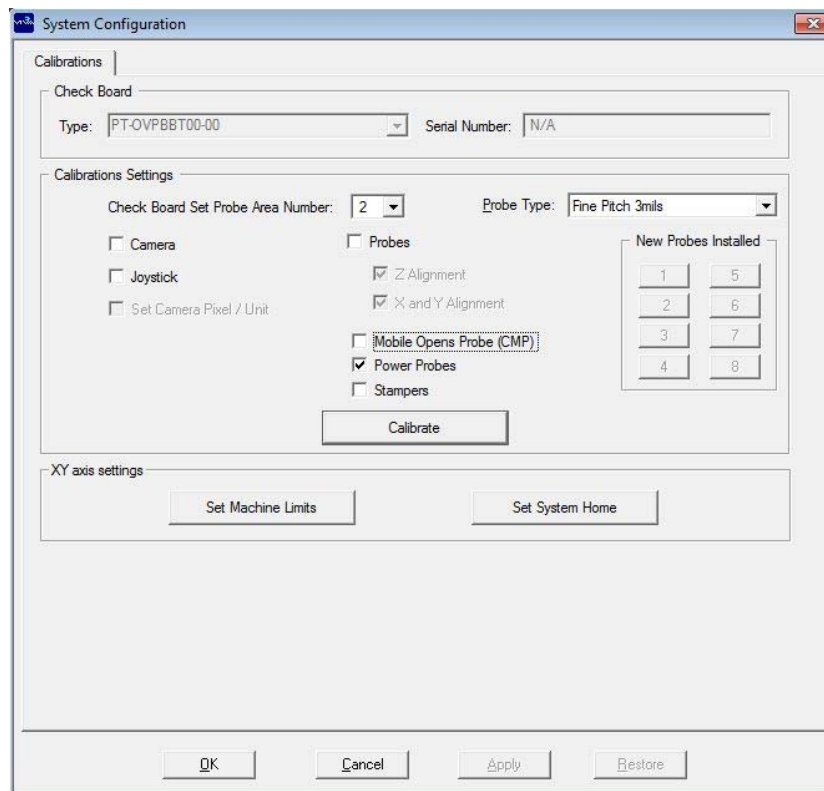 System Configuration
Calibrations
Check Board
Type: PT-OVPBBT00-00 Serial Number: N/A
Calibrations Settings
Check Board Set Probe Area Number: 2 Probe Type: Fine Pitch 3mils
Camera Probes New Probes Installed
Joystick Z Alignment 1 5
Set Camera Pixel / Unit X and Y Alignment 2 6
Mobile Opens Probe (CMP) 3 7
Power Probes 4 8
Stampers
Calibrate
XY axis settings
Set Machine Limits Set System Home
OK Cancel Apply Restore